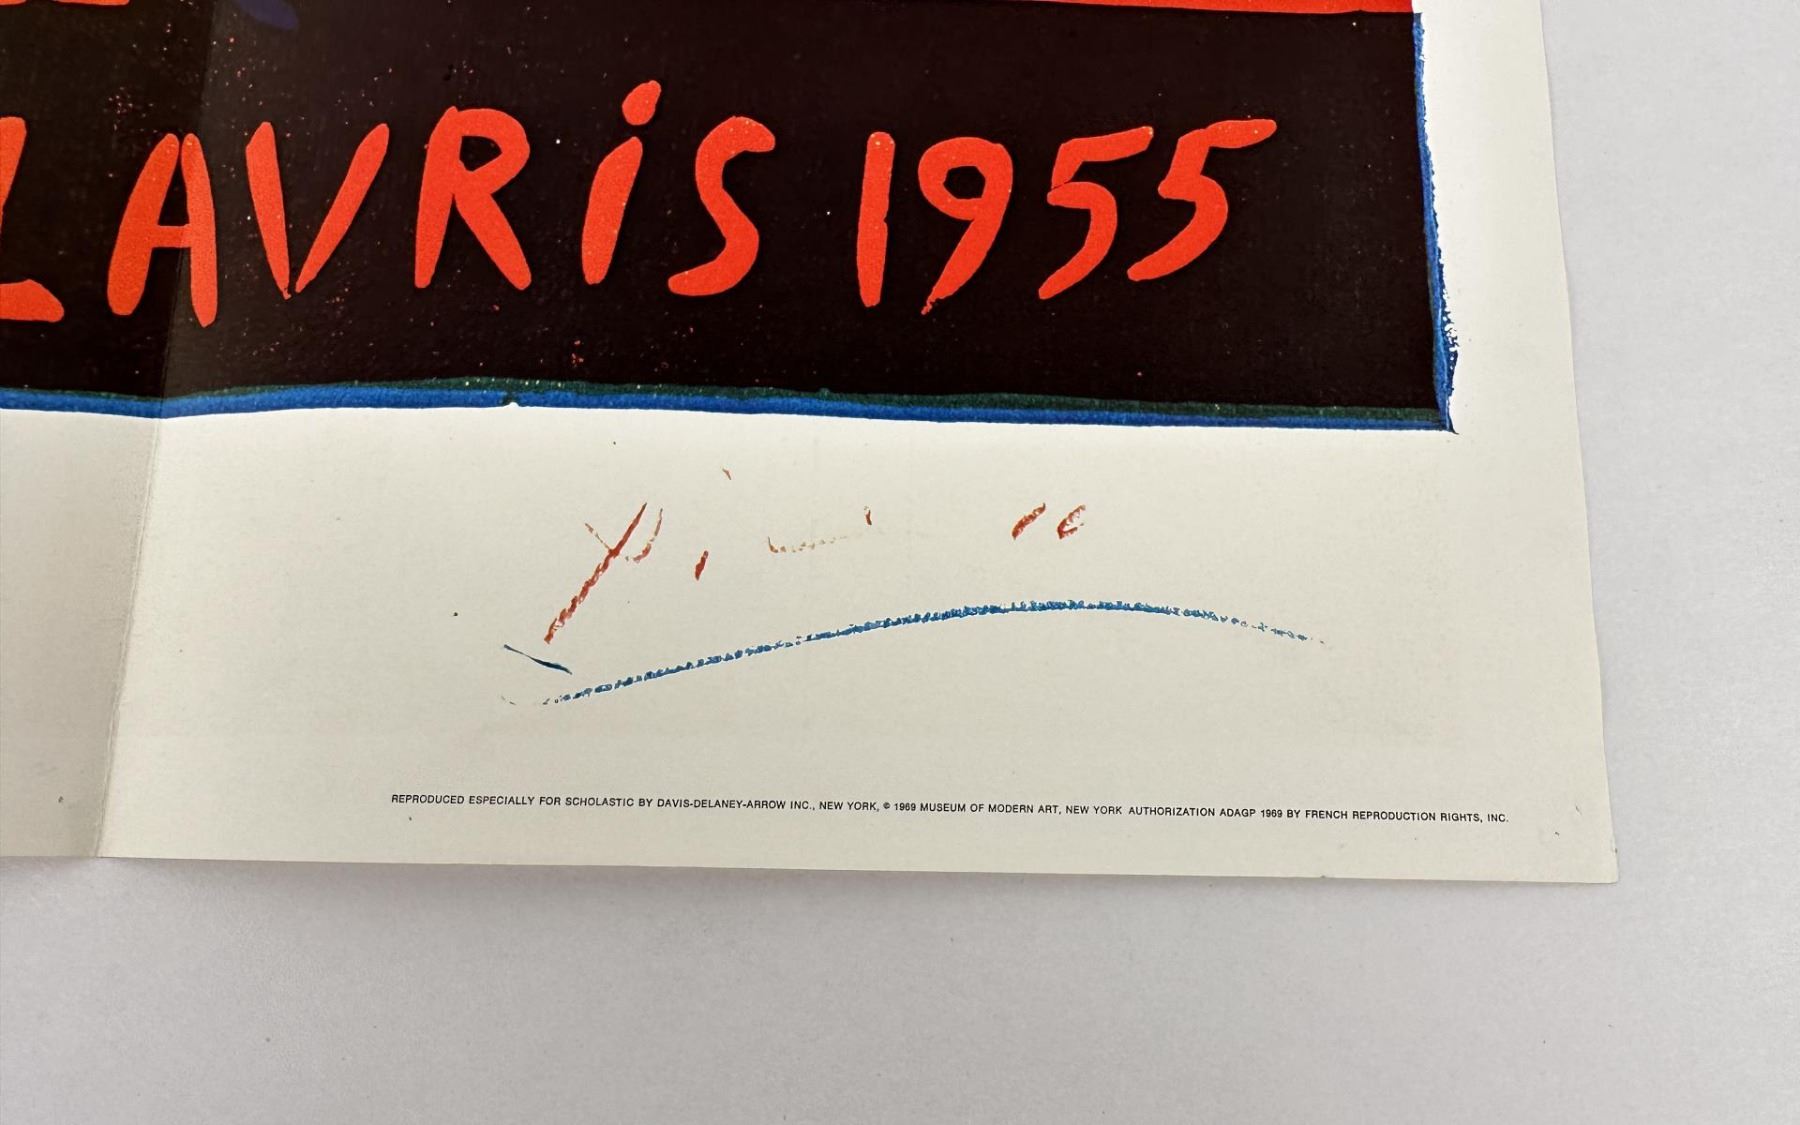 LAVRiS 1955
REPRODUCED ESPECIALLY FOR SCHOLASTIC BY DAVIS-DELANEY-ARROW INC., NEW YORK, © 1969 MUSEUM OF MODERN ART, NEW YORK AUTHORIZATION ADAGP 1969 BY FRENCH REPRODUCTION RIGHTS, INC.